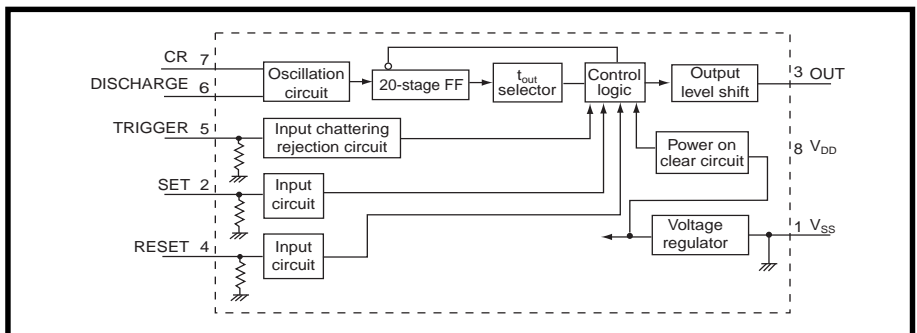 CR 7
DISCHARGE 6
TRIGGER 5
SET 2
RESET 4
Oscillation
circuit
20-stage FF
tout
selector
Control
logic
Output
level shift
3 OUT
Input chattering
rejection circuit
Power on
clear circuit
8 VDD
Input
circuit
Voltage
regulator
1 VSS
Input
circuit